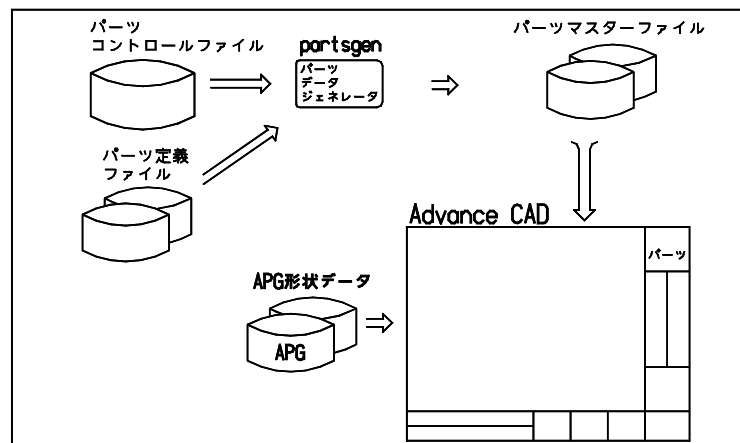 パーツ
コントロールファイル
partsgen
パーツ
データ
ジェネレータ
パーツマスターファイル
パーツ定義
ファイル
Advance CAD
パーツ
APG形状データ
APG